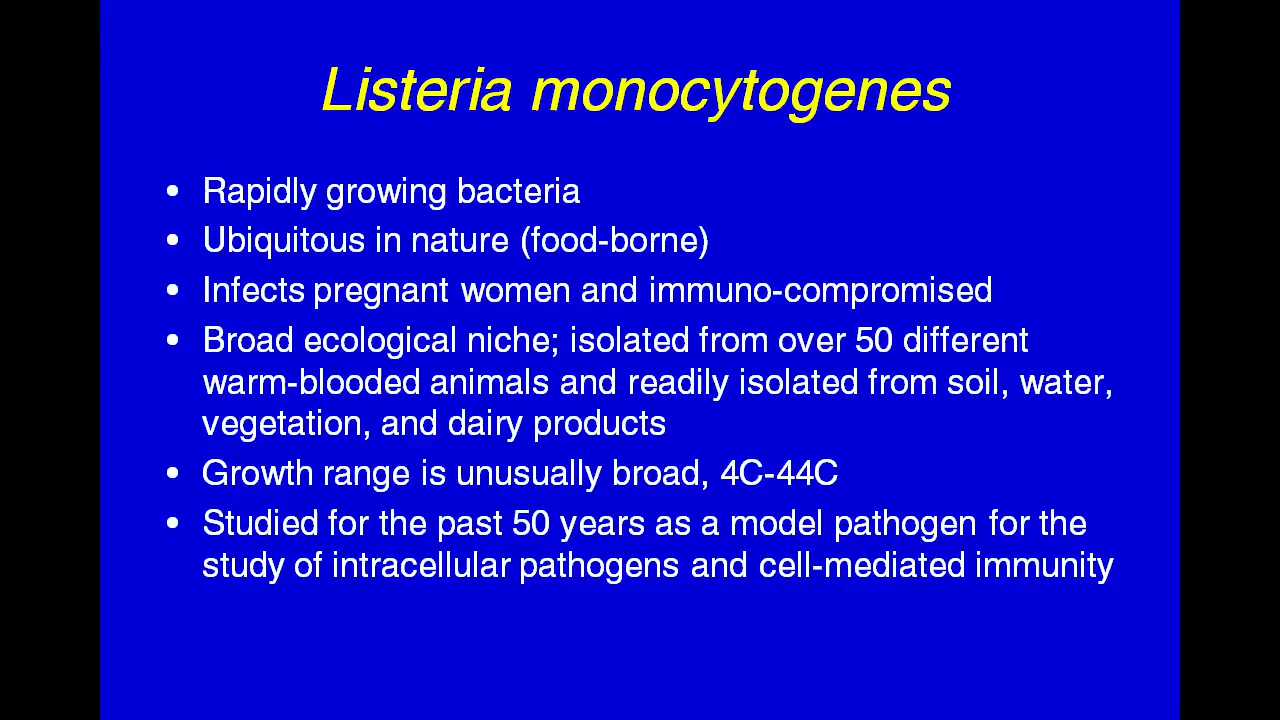 Listeria monocytogenes
• Rapidly growing bacteria
• Ubiquitous in nature (food-borne)
• Infects pregnant women and immuno-compromised
• Broad ecological niche; isolated from over 50 different
warm-blooded animals and readily isolated from soil, water,
vegetation, and dairy products
• Growth range is unusually broad, 4C-44C
• Studied for the past 50 years as a model pathogen for the
study of intracellular pathogens and cell-mediated immunity